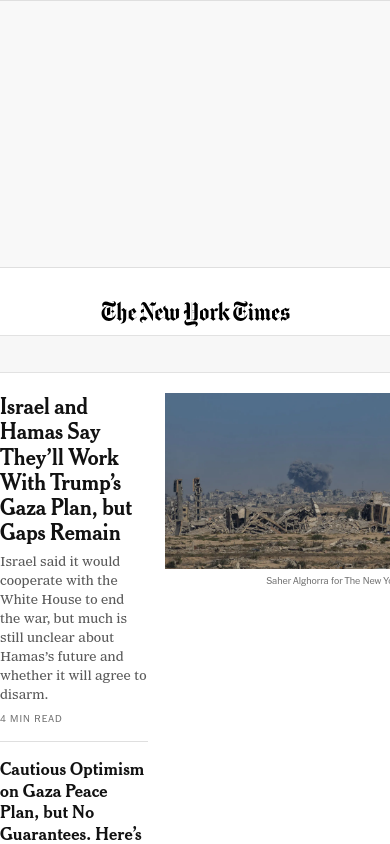 The New York Times
Israel and
Hamas Say
They’ll Work
With Trump’s
Gaza Plan, but
Gaps Remain
Israel said it would
cooperate with the
White House to end
the war, but much is
still unclear about
Hamas’s future and
whether it will agree to
disarm.
4 MIN READ
Saher Alghorra for The New
Cautious Optimism
on Gaza Peace
Plan, but No
Guarantees. Here’s